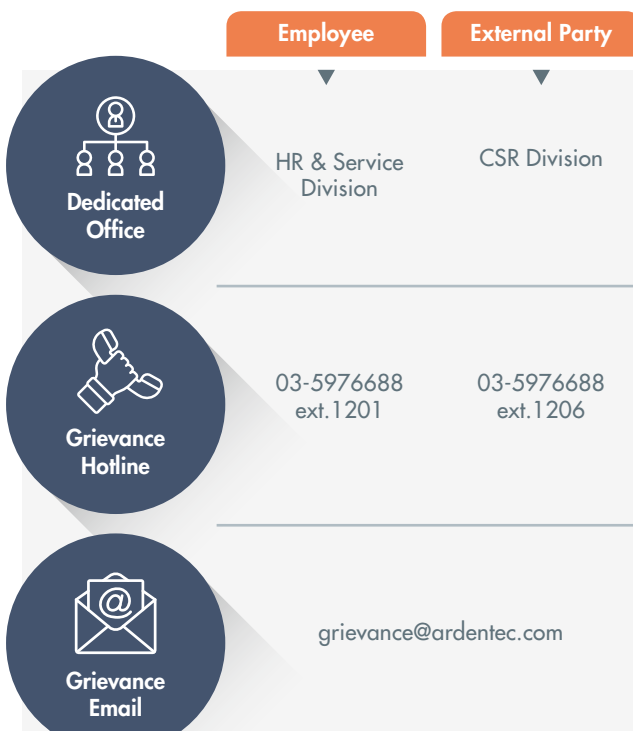 Employee
External Party
Dedicated
Office
HR & Service
Division
CSR Division
Grievance
Hotline
03-5976688
ext.1201
03-5976688
ext.1206
@
Grievance
Email
grievance@ardentec.com